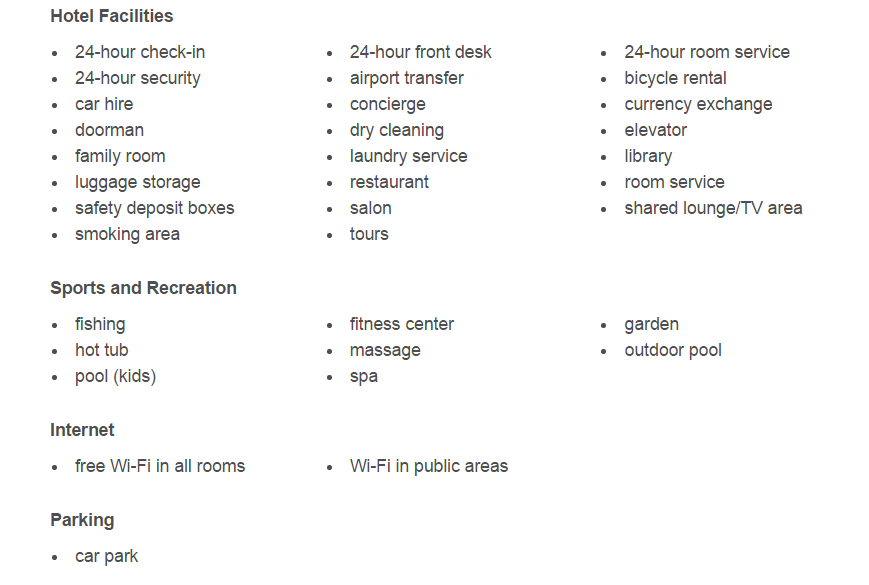 Hotel Facilities
24-hour check-in
24-hour front desk
24-hour room service
24-hour security
airport transfer
bicycle rental
car hire
concierge
currency exchange
doorman
dry cleaning
elevator
family room
laundry service
library
luggage storage
restaurant
room service
safety deposit boxes
salon
shared lounge/TV area
smoking area
tours
Sports and Recreation
fishing
fitness center
garden
hot tub
massage
outdoor pool
pool (kids)
spa
Internet
free Wi-Fi in all rooms
Wi-Fi in public areas
Parking
car park